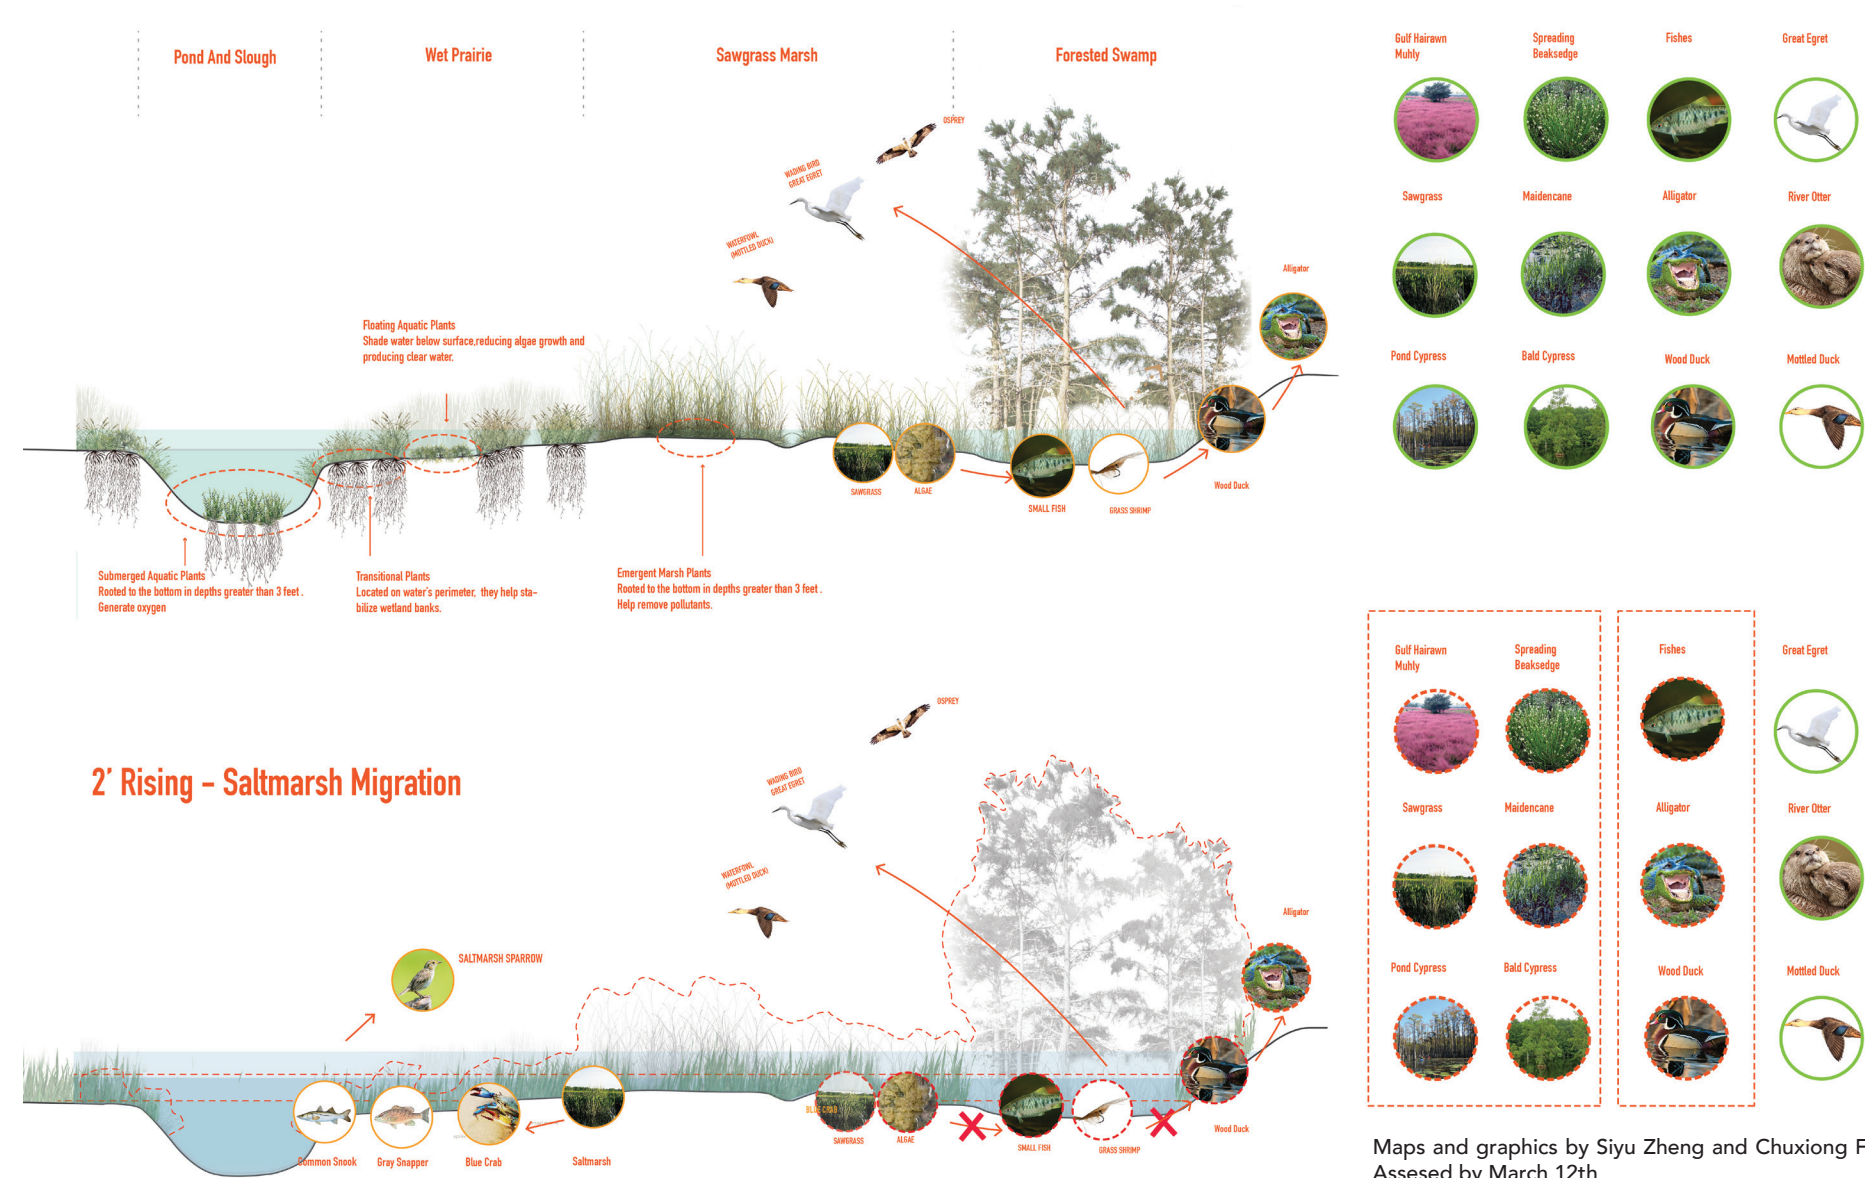 Pond And Slough
Wet Prairie
Sawgrass Marsh
Forested Swamp
OSPREY
WADING BIRD
GREAT EGRET
WATERFOWL
(MOTTLED DUCK)
Alligator
Floating Aquatic Plants
Shade water below surface,reducing algae growth and
producing clear water.
SAWGRASS
ALGAE
SMALL FISH
GRASS SHRIMP
Wood Duck
Submerged Aquatic Plants
Rooted to the bottom in depths greater than 3 feet .
Generate oxygen
Transitional Plants
Located on water's perimeter, they help sta-
bilize wetland banks.
Emergent Marsh Plants
Rooted to the bottom in depths greater than 3 feet .
Help remove pollutants.
Gulf Hairawn
Muhly
Spreading
Beaksedge
Fishes
Great Egret
Sawgrass
Maidencane
Alligator
River Otter
Pond Cypress
Bald Cypress
Wood Duck
Mottled Duck
2' Rising - Saltmarsh Migration
OSPREY
WADING BIRD
GREAT EGRET
WATERFOWL
(MOTTLED DUCK)
Alligator
SALTMARSH SPARROW
BLUE CRAB
SAWGRASS
ALGAE
SMALL FISH
GRASS SHRIMP
Wood Duck
Common Snook
Gray Snapper
Blue Crab
Saltmarsh
Gulf Hairawn
Muhly
Spreading
Beaksedge
Fishes
Great Egret
Sawgrass
Maidencane
Alligator
River Otter
Pond Cypress
Bald Cypress
Wood Duck
Mottled Duck
Maps and graphics by Siyu Zheng and Chuxiong F
Assesed by March 12th